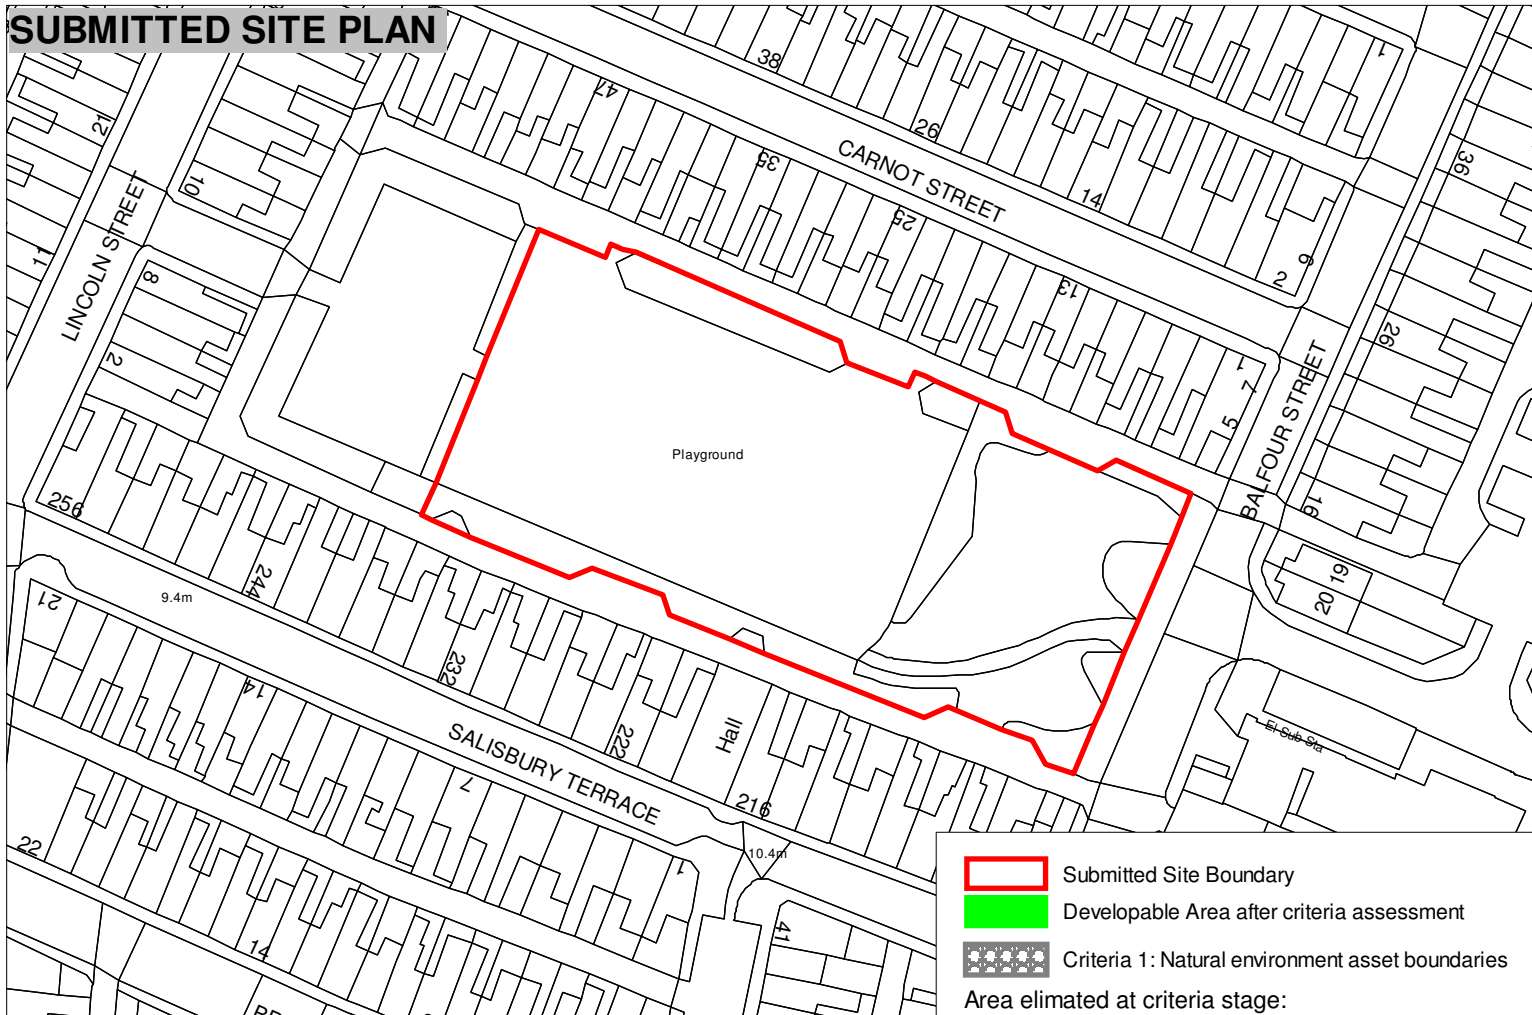 SUBMITTED SITE PLAN
38
1
47
21
26
36
CARNOT STREET
35
10
14
LINCOLN STREET
25
11
6
2
8
13
26
2
1
7
BALFOUR STREET
5
Playground
256
16
244
19
20
21
9.4m
232
14
Hall
222
El Sub Sta
SALISBURY TERRACE
7
216
22
10.4m
1
41
14
Submitted Site Boundary
Developable Area after criteria assessment
Criteria 1: Natural environment asset boundaries
Area elimated at criteria stage: